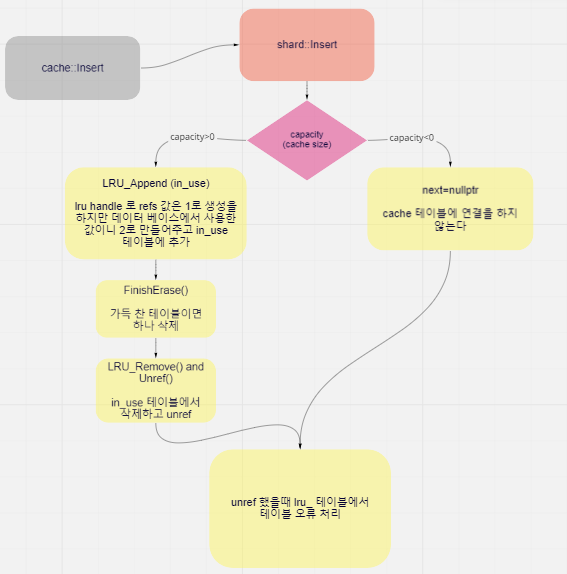 shard::Insert
cache::Insert
capacity
(cache size)
capacity>0
capacity<0
LRU_Append (in_use)
lru handle 로 refs 값은 1로 생성을
하지만 데이터 베이스에서 사용한
값이니 2로 만들어주고 in_use
테이블에 추가
next=nullptr
cache 테이블에 연결을 하지
않는다
FinishErase()
가득 찬 테이블이면
하나 삭제
LRU_Remove() and
Unref()
in_use 테이블에서
삭제하고 unref
unref 했을때 lru_ 테이블에서
테이블 오류 처리